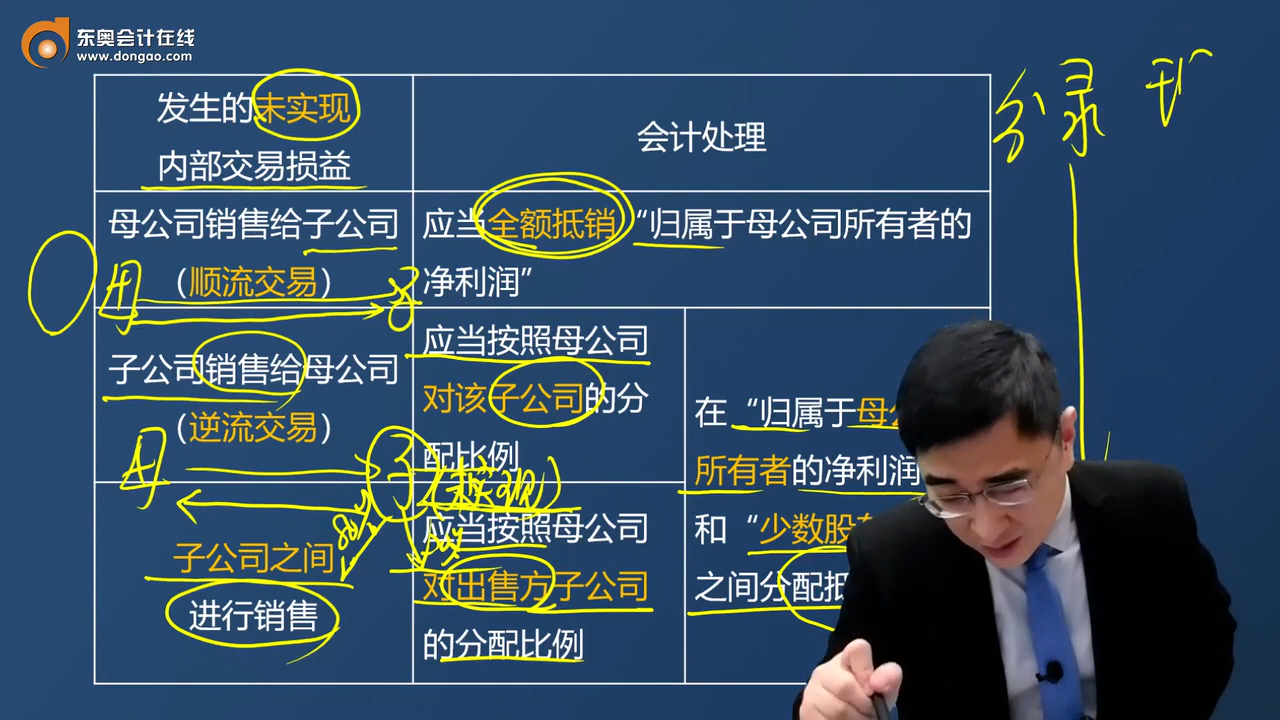 东奥会计在线
www.dongao.com
发生的未实现
内部交易损益
会计处理
母公司销售给子公司
(顺流交易)
应当全额抵销“归属于母公司所有者的
净利润”
子公司销售给母公司
(逆流交易)
应当按照母公司
对该子公司的分
配比例
在“归属于母
所有者的净利润
和“少数股
之间分配抵
子公司之间
进行销售
应当按照母公司
对出售方子公司
的分配比例
分录
母
子
母
子
(未实现)
80%